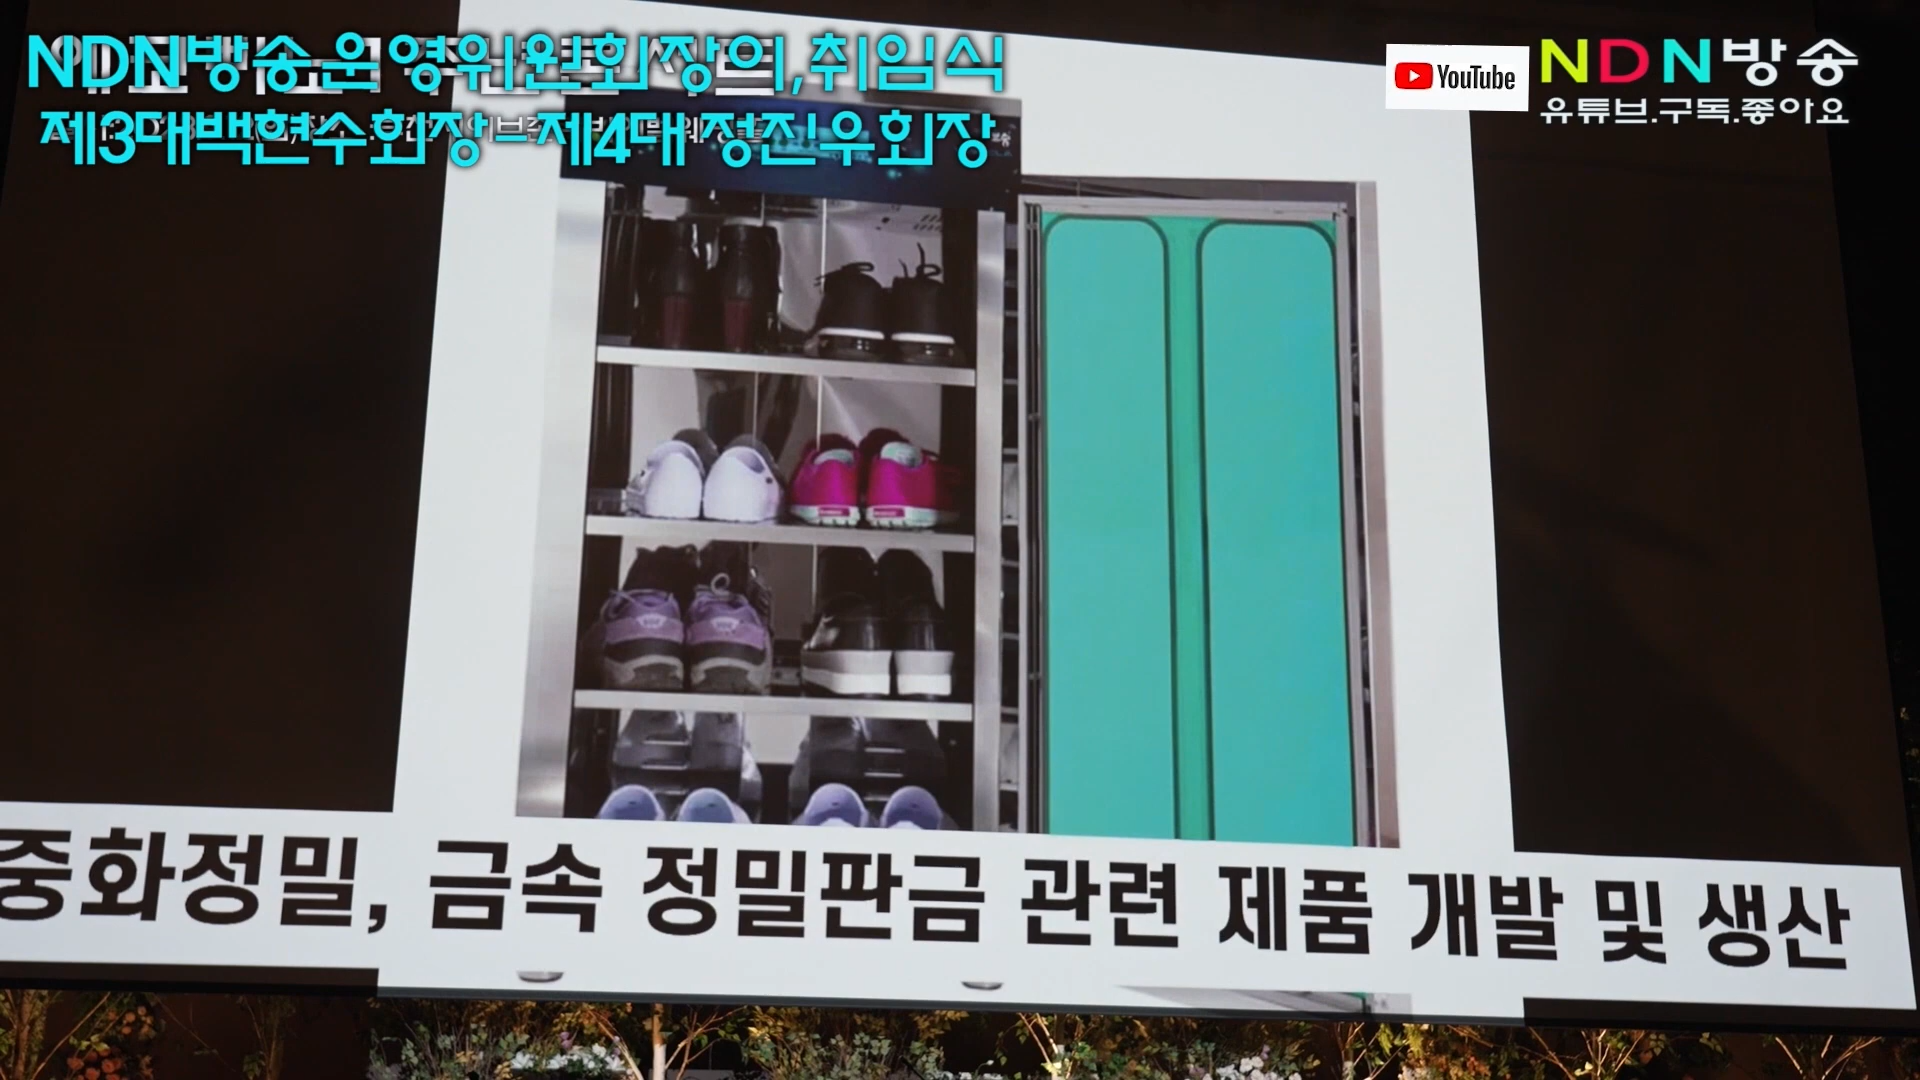 NDN방송운영위원회장의,취임식
제3대백현수회장-제4대정진우회장
YouTube
NDN방송
유튜브.구독.좋아요
중화정밀, 금속 정밀판금 관련 제품 개발 및 생산